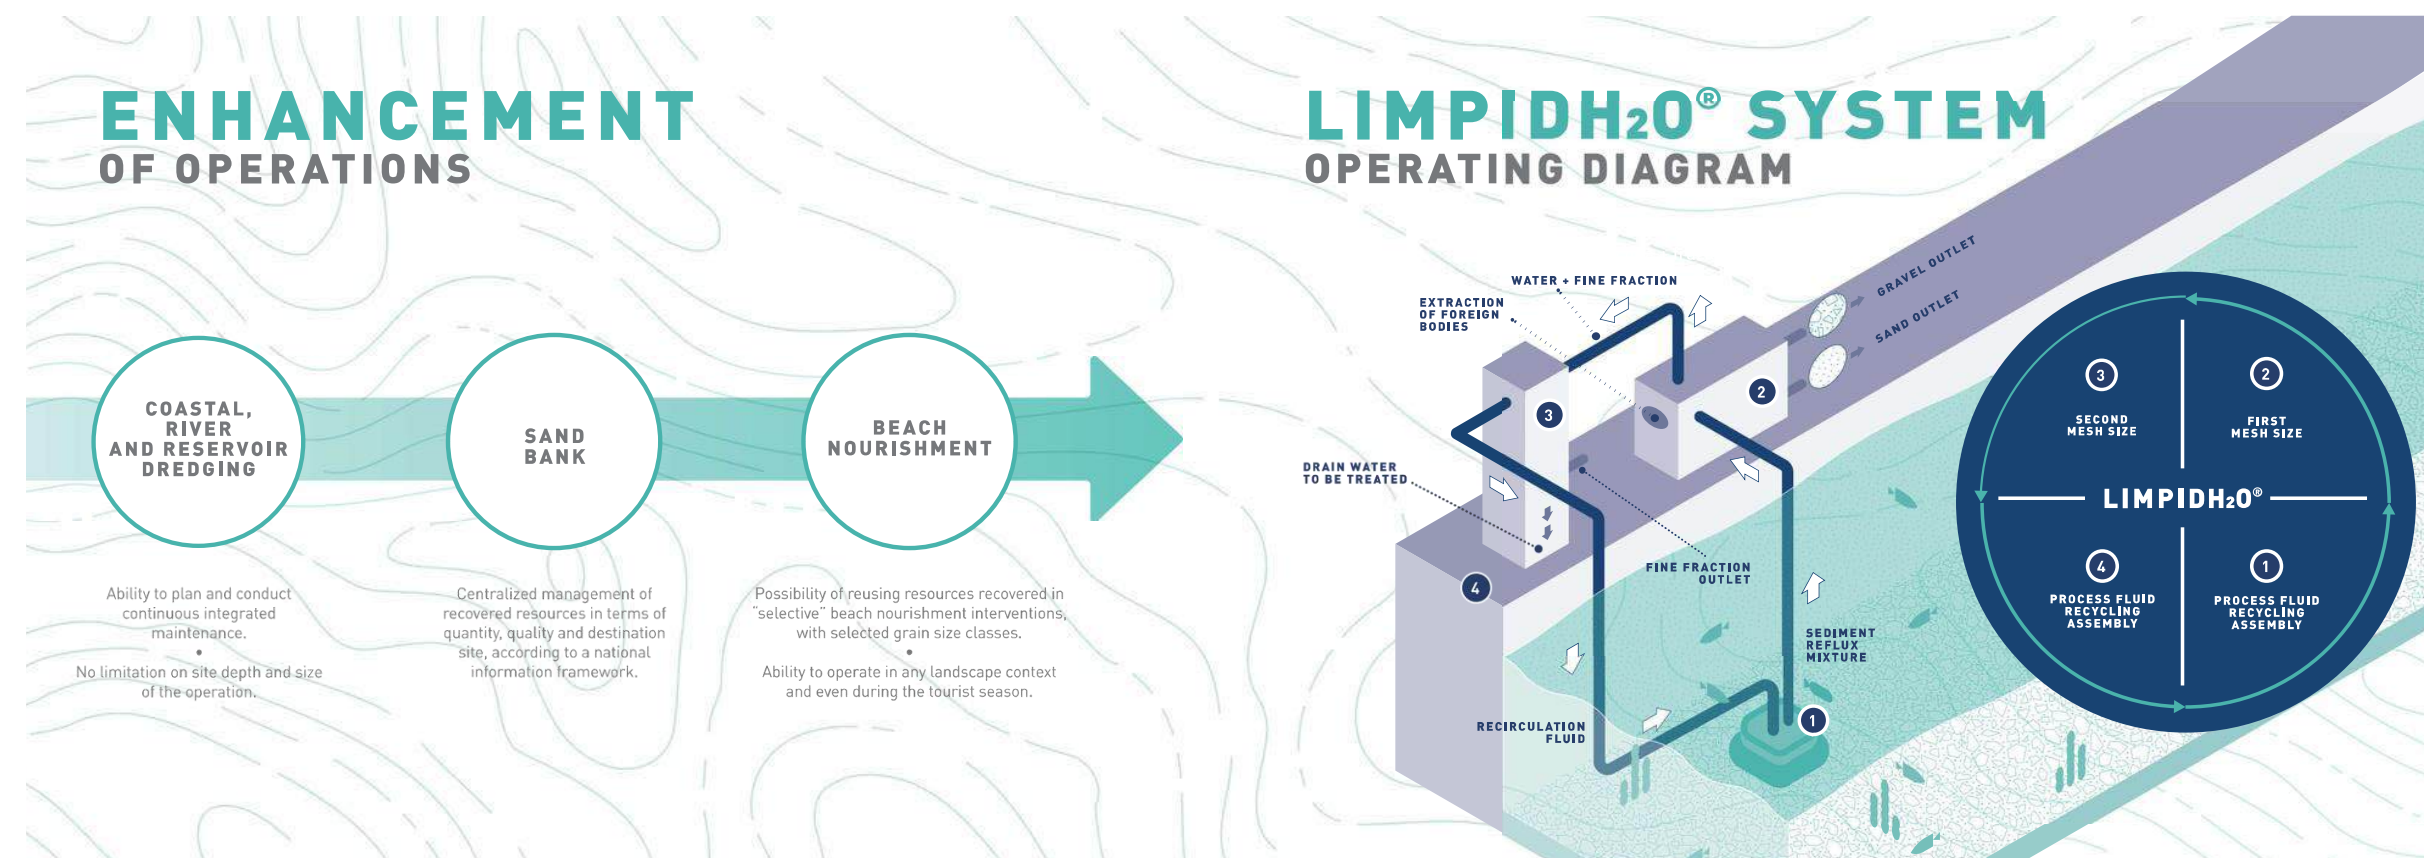 ENHANCEMENT
OF OPERATIONS
COASTAL,
RIVER
AND RESERVOIR
DREDGING
SAND
BANK
BEACH
NOURISHMENT
Ability to plan and conduct
continuous integrated
maintenance.
•
No limitation on site depth and size
of the operation.
Centralized management of
recovered resources in terms of
quantity, quality and destination
site, according to a national
information framework.
Possibility of reusing resources recovered in
"selective" beach nourishment interventions,
with selected grain size classes.
•
Ability to operate in any landscape context
and even during the tourist season.
LIMPIDH2O® SYSTEM
OPERATING DIAGRAM
WATER + FINE FRACTION
EXTRACTION
OF FOREIGN
BODIES
GRAVEL OUTLET
SAND OUTLET
2
3
DRAIN WATER
TO BE TREATED
4
FINE FRACTION
OUTLET
SEDIMENT
REFLUX
MIXTURE
1
RECIRCULATION
FLUID
3
SECOND
MESH SIZE
2
FIRST
MESH SIZE
LIMPIDH2O®
4
PROCESS FLUID
RECYCLING
ASSEMBLY
1
PROCESS FLUID
RECYCLING
ASSEMBLY